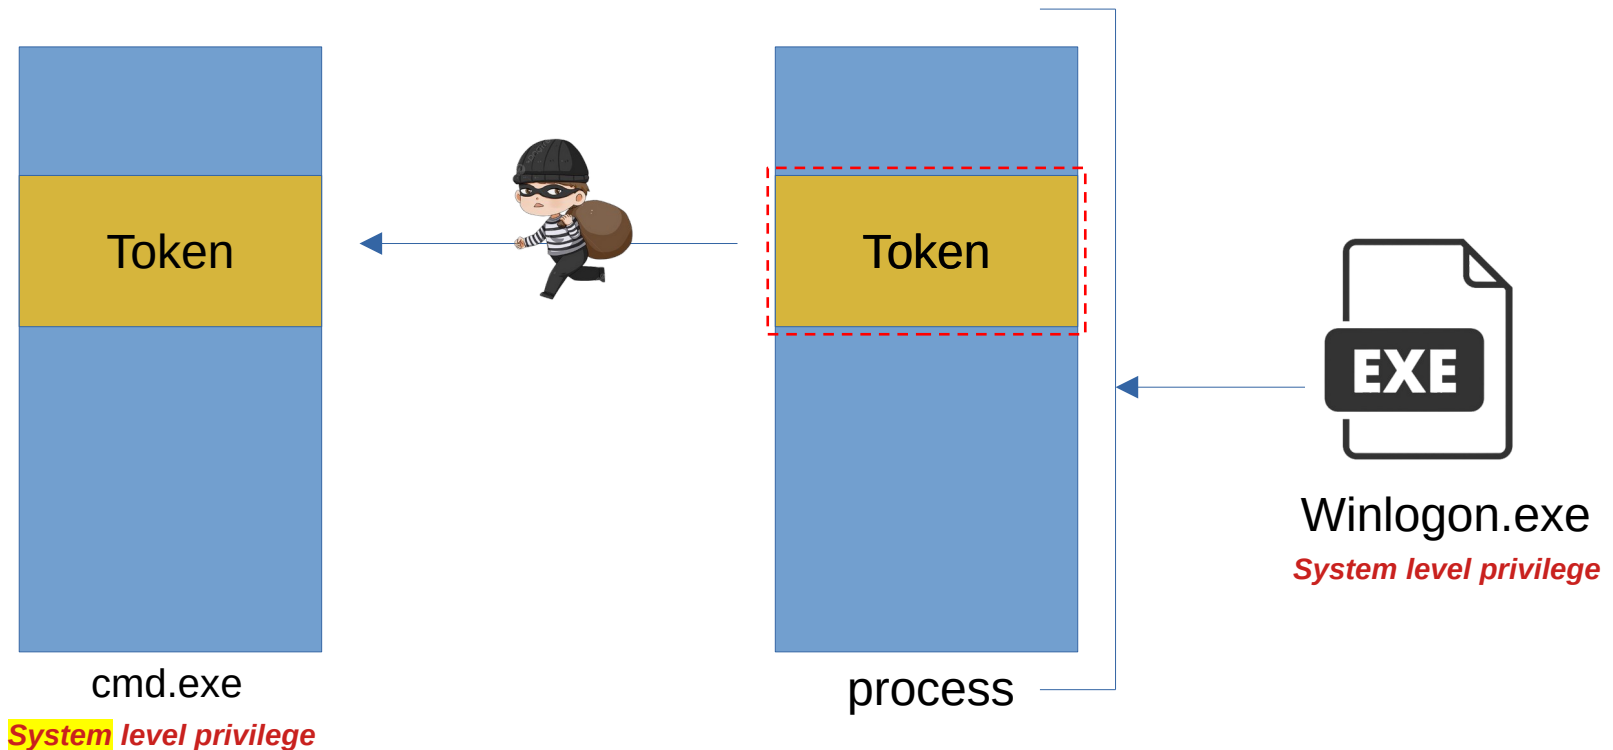 Token
Token
EXE
Winlogon.exe
System level privilege
cmd.exe
System level privilege
process